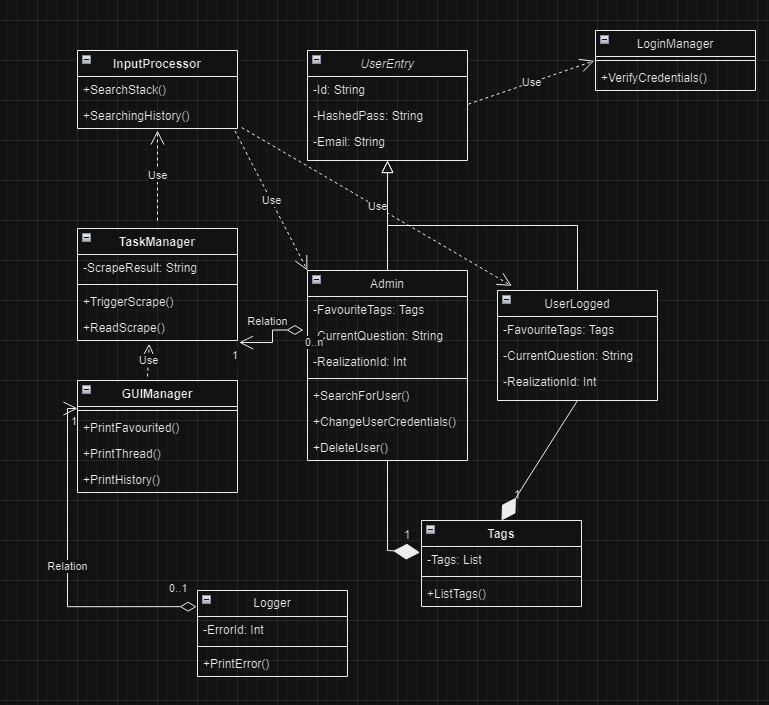 LoginManager
+VerifyCredentials()
InputProcessor
+SearchStack()
+SearchingHistory()
UserEntry
-Id: String
-HashedPass: String
-Email: String
Use
Use
Use
Use
TaskManager
-ScrapeResult: String
+TriggerScrape()
+ReadScrape()
Admin
-FavouriteTags: Tags
-CurrentQuestion: String
-RealizationId: Int
+SearchForUser()
+ChangeUserCredentials()
+DeleteUser()
UserLogged
-FavouriteTags: Tags
-CurrentQuestion: String
-RealizationId: Int
Relation
0..n
1
Use
GUIManager
+PrintFavourited()
+PrintThread()
+PrintHistory()
1
1
1
Tags
-Tags: List
+ListTags()
Relation
0..1
Logger
-ErrorId: Int
+PrintError()